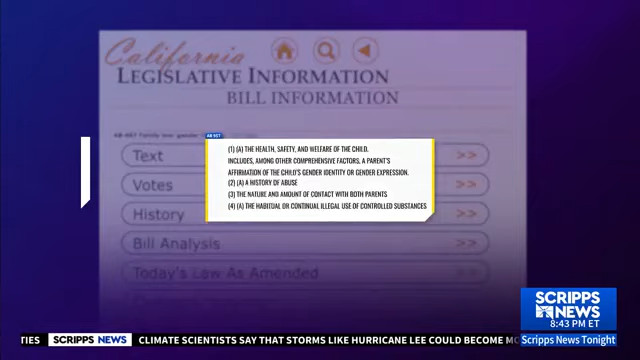 California
LEGISLATIVE INFORMATION
BILL INFORMATION
AB 957
Text >>
Votes >>
History >>
Bill Analysis >>
Today's Law As Amended >>
(1) (A) THE HEALTH, SAFETY, AND WELFARE OF THE CHILD.
INCLUDES, AMONG OTHER COMPREHENSIVE FACTORS, A PARENT'S
AFFIRMATION OF THE CHILD'S GENDER IDENTITY OR GENDER EXPRESSION.
(2) (A) A HISTORY OF ABUSE
(3) THE NATURE AND AMOUNT OF CONTACT WITH BOTH PARENTS
(4) (A) THE HABITUAL OR CONTINUAL ILLEGAL USE OF CONTROLLED SUBSTANCES
SCRIPPS
NEWS
8:43 PM ET
TIES SCRIPPS NEWS CLIMATE SCIENTISTS SAY THAT STORMS LIKE HURRICANE LEE COULD BECOME Scripps News Tonight